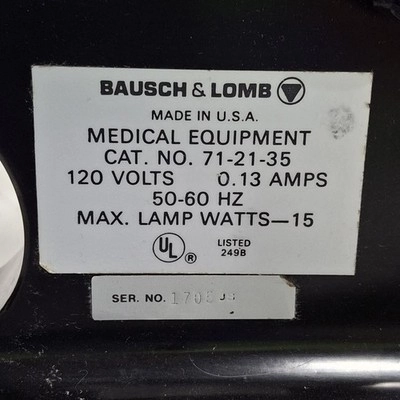 BAUSCH & LOMB
MADE IN U.S.A.
MEDICAL EQUIPMENT
CAT. NO. 71-21-35
120 VOLTS 0.13 AMPS
50-60 HZ
MAX. LAMP WATTS—15
UL ® LISTED
249B
SER. NO.